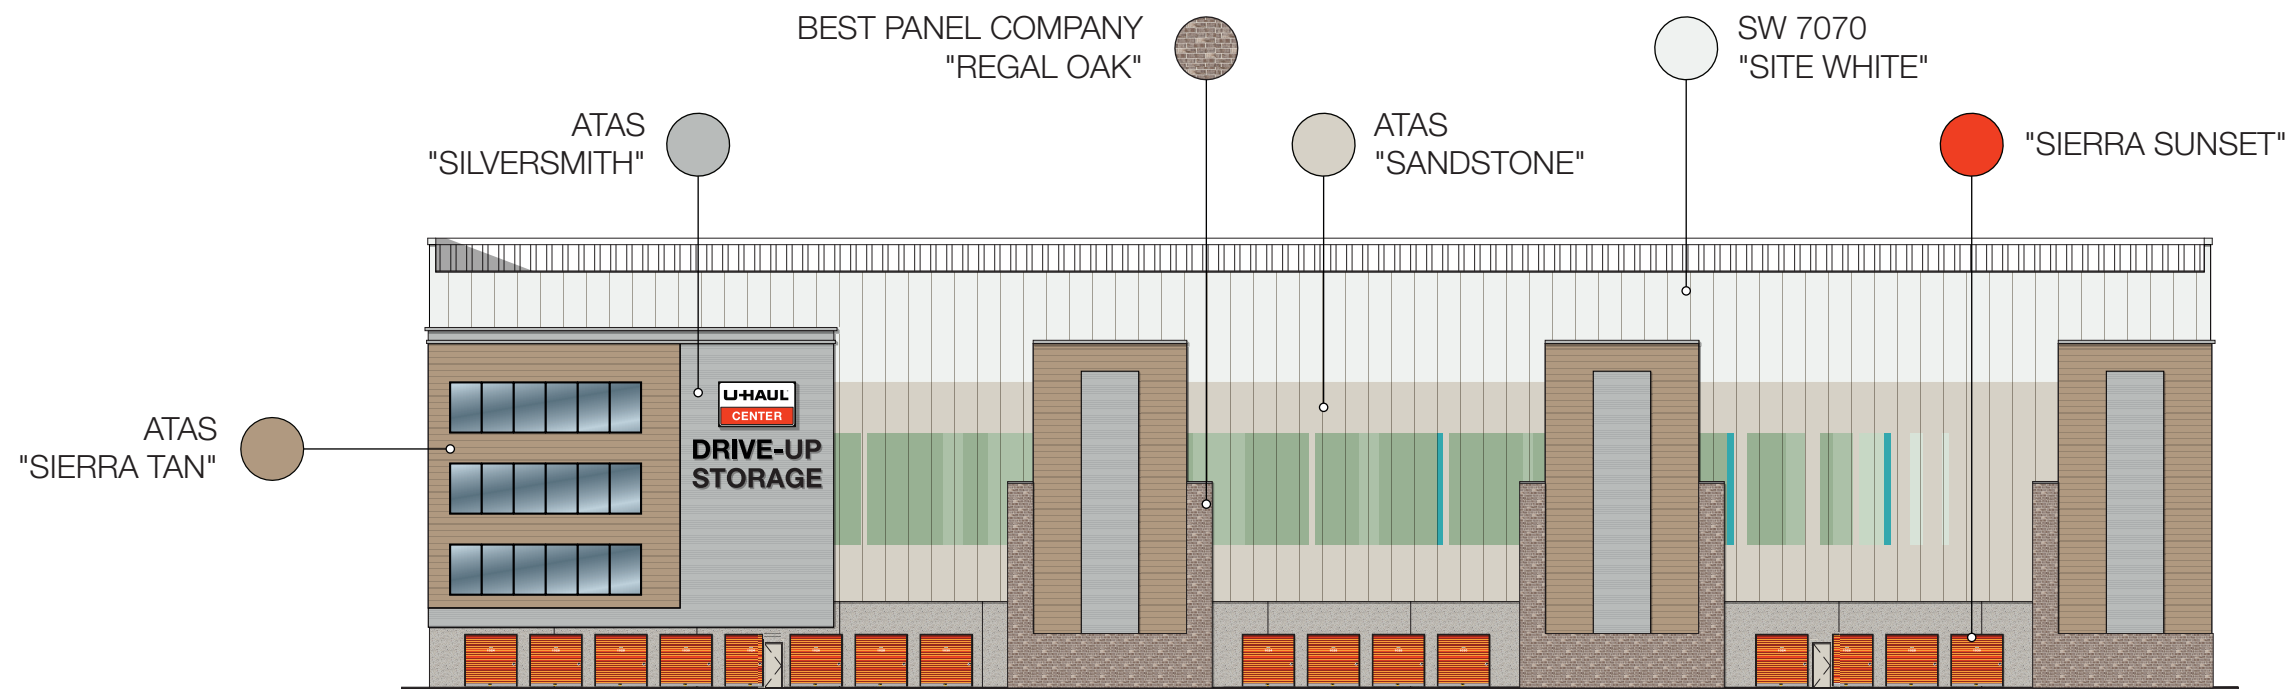 BEST PANEL COMPANY
"REGAL OAK"
SW 7070
"SITE WHITE"
ATAS
"SILVERSMITH"
ATAS
"SANDSTONE"
"SIERRA SUNSET"
ATAS
"SIERRA TAN"
U-HAUL
CENTER
DRIVE-UP
STORAGE